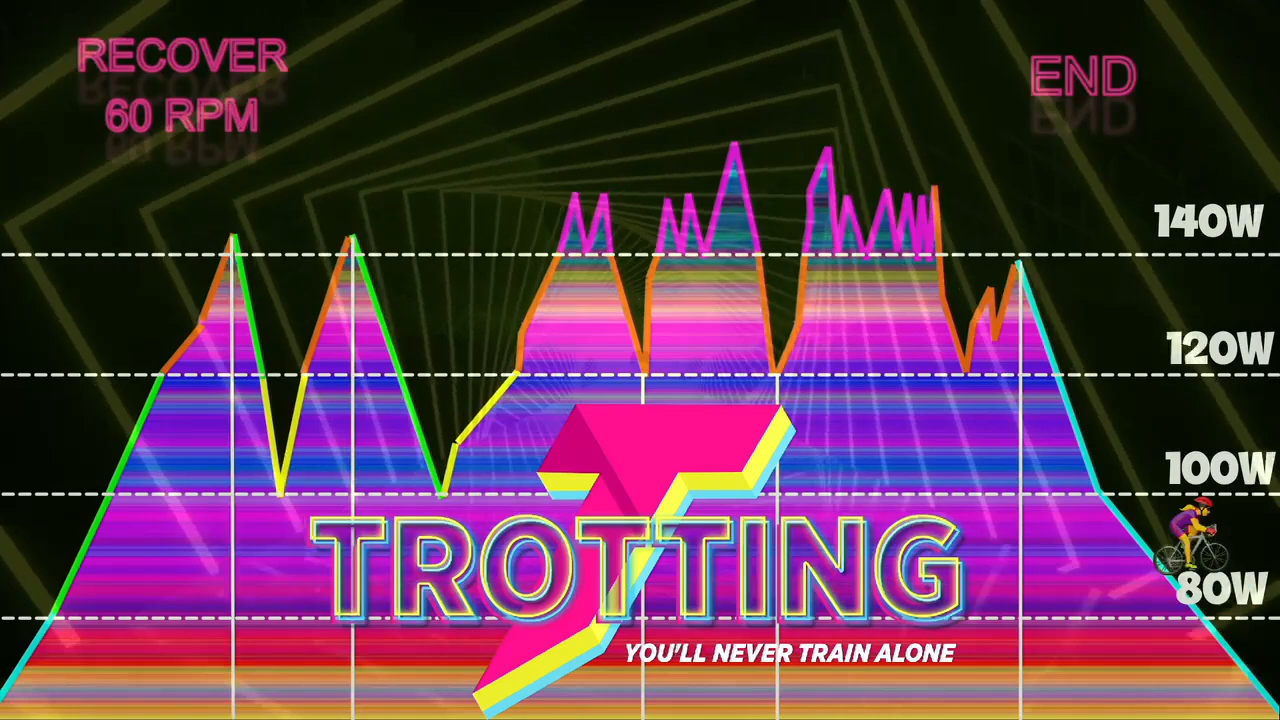 RECOVER
60 RPM
END
140W
120W
100W
80W
TROTTING
YOU'LL NEVER TRAIN ALONE